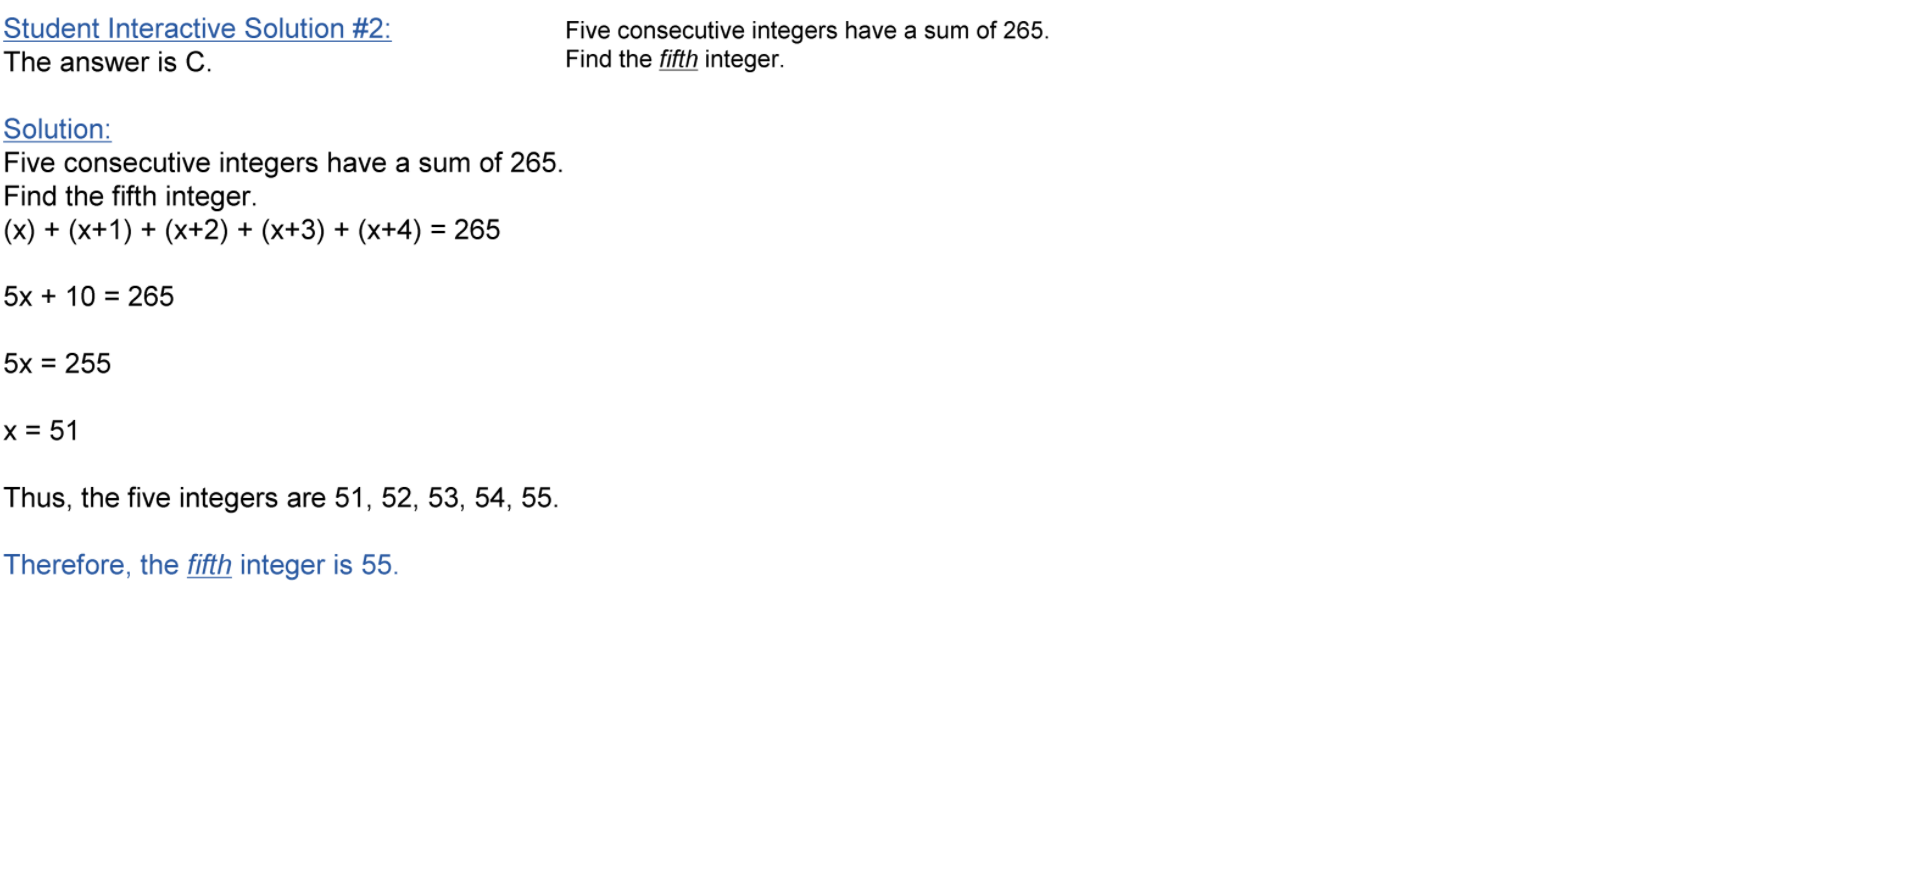 Student Interactive Solution #2:
The answer is C.
Five consecutive integers have a sum of 265.
Find the fifth integer.
Solution:
Five consecutive integers have a sum of 265.
Find the fifth integer.
(x) + (x+1) + (x+2) + (x+3) + (x+4) = 265
5x + 10 = 265
5x = 255
x = 51
Thus, the five integers are 51, 52, 53, 54, 55.
Therefore, the fifth integer is 55.